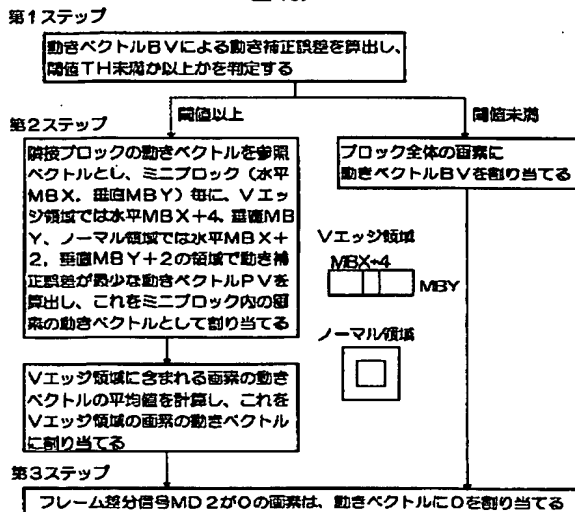 第1ステップ
動きベクトルBVによる動き補正誤差を算出し、
閾値TH未満か以上かを判定する
閾値以上
閾値未満
第2ステップ
隣接ブロックの動きベクトルを参照
ベクトルとし、ミニブロック（水平
MBX，垂直MBY）毎に、Vエッ
ジ領域では水平MBX+4，垂直MB
Y、ノーマル領域では水平MBX+
2，垂直MBY+2の領域で動き補
正誤差が最少な動きベクトルPVを
算出し、これをミニブロック内の画
素の動きベクトルとして割り当てる
ブロック全体の画素に
動きベクトルBVを割り当てる
Vエッジ領域
MBX+4
MBY
ノーマル領域
Vエッジ領域に含まれる画素の動き
ベクトルの平均値を計算し、これを
Vエッジ領域の画素の動きベクトル
に割り当てる
第3ステップ
フレーム差分信号MD2が0の画素は、動きベクトルに0を割り当てる